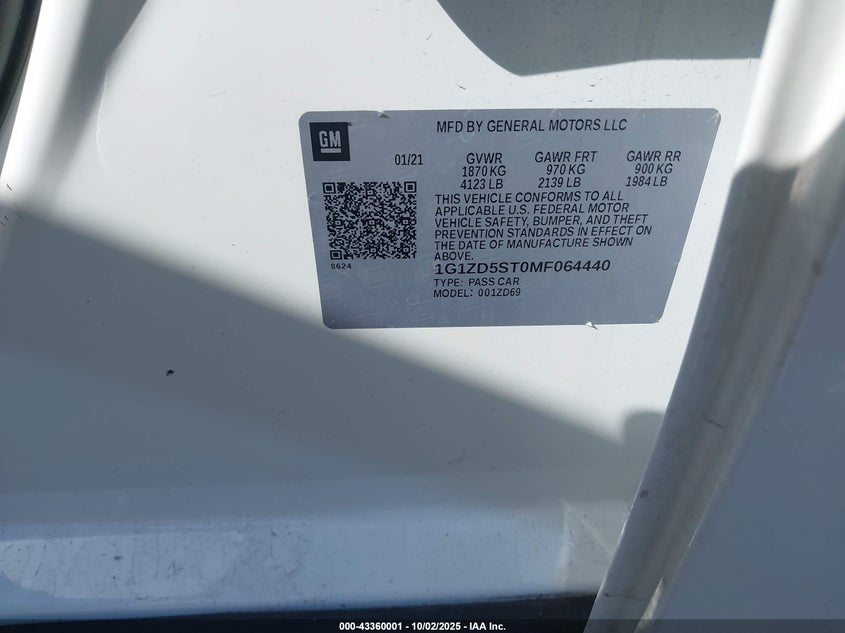 GM
MFD BY GENERAL MOTORS LLC
01/21 GVWR GAWR FRT GAWR RR
1870 KG 970 KG 900 KG
4123 LB 2139 LB 1984 LB
THIS VEHICLE CONFORMS TO ALL
APPLICABLE U.S. FEDERAL MOTOR
VEHICLE SAFETY, BUMPER, AND THEFT
PREVENTION STANDARDS IN EFFECT ON
THE DATE OF MANUFACTURE SHOWN
ABOVE.
8624
1G1ZD5ST0MF064440
TYPE: PASS CAR
MODEL: 001ZD69
000-43360001 - 10/02/2025 - IAA Inc.